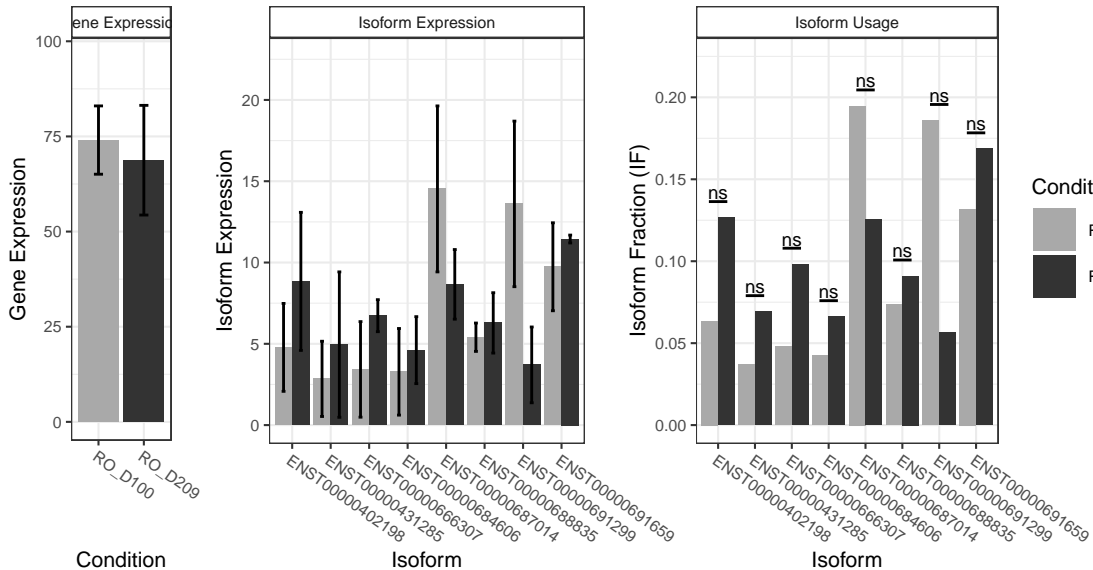 ene Expressio
Isoform Expression
Isoform Usage
Gene Expression
100
75
50
25
0
RO_D100
RO_D209
Condition
Isoform Expression
20
15
10
5
0
ENST00000402198
ENST00000431285
ENST00000666307
ENST00000684606
ENST00000687014
ENST00000688835
ENST00000691299
ENST00000691659
Isoform
Isoform Fraction (IF)
0.20
0.15
0.10
0.05
0.00
ns
ns
ns
ns
ns
ns
ns
ns
ENST00000402198
ENST00000431285
ENST00000666307
ENST00000684606
ENST00000687014
ENST00000688835
ENST00000691299
ENST00000691659
Isoform
Condit